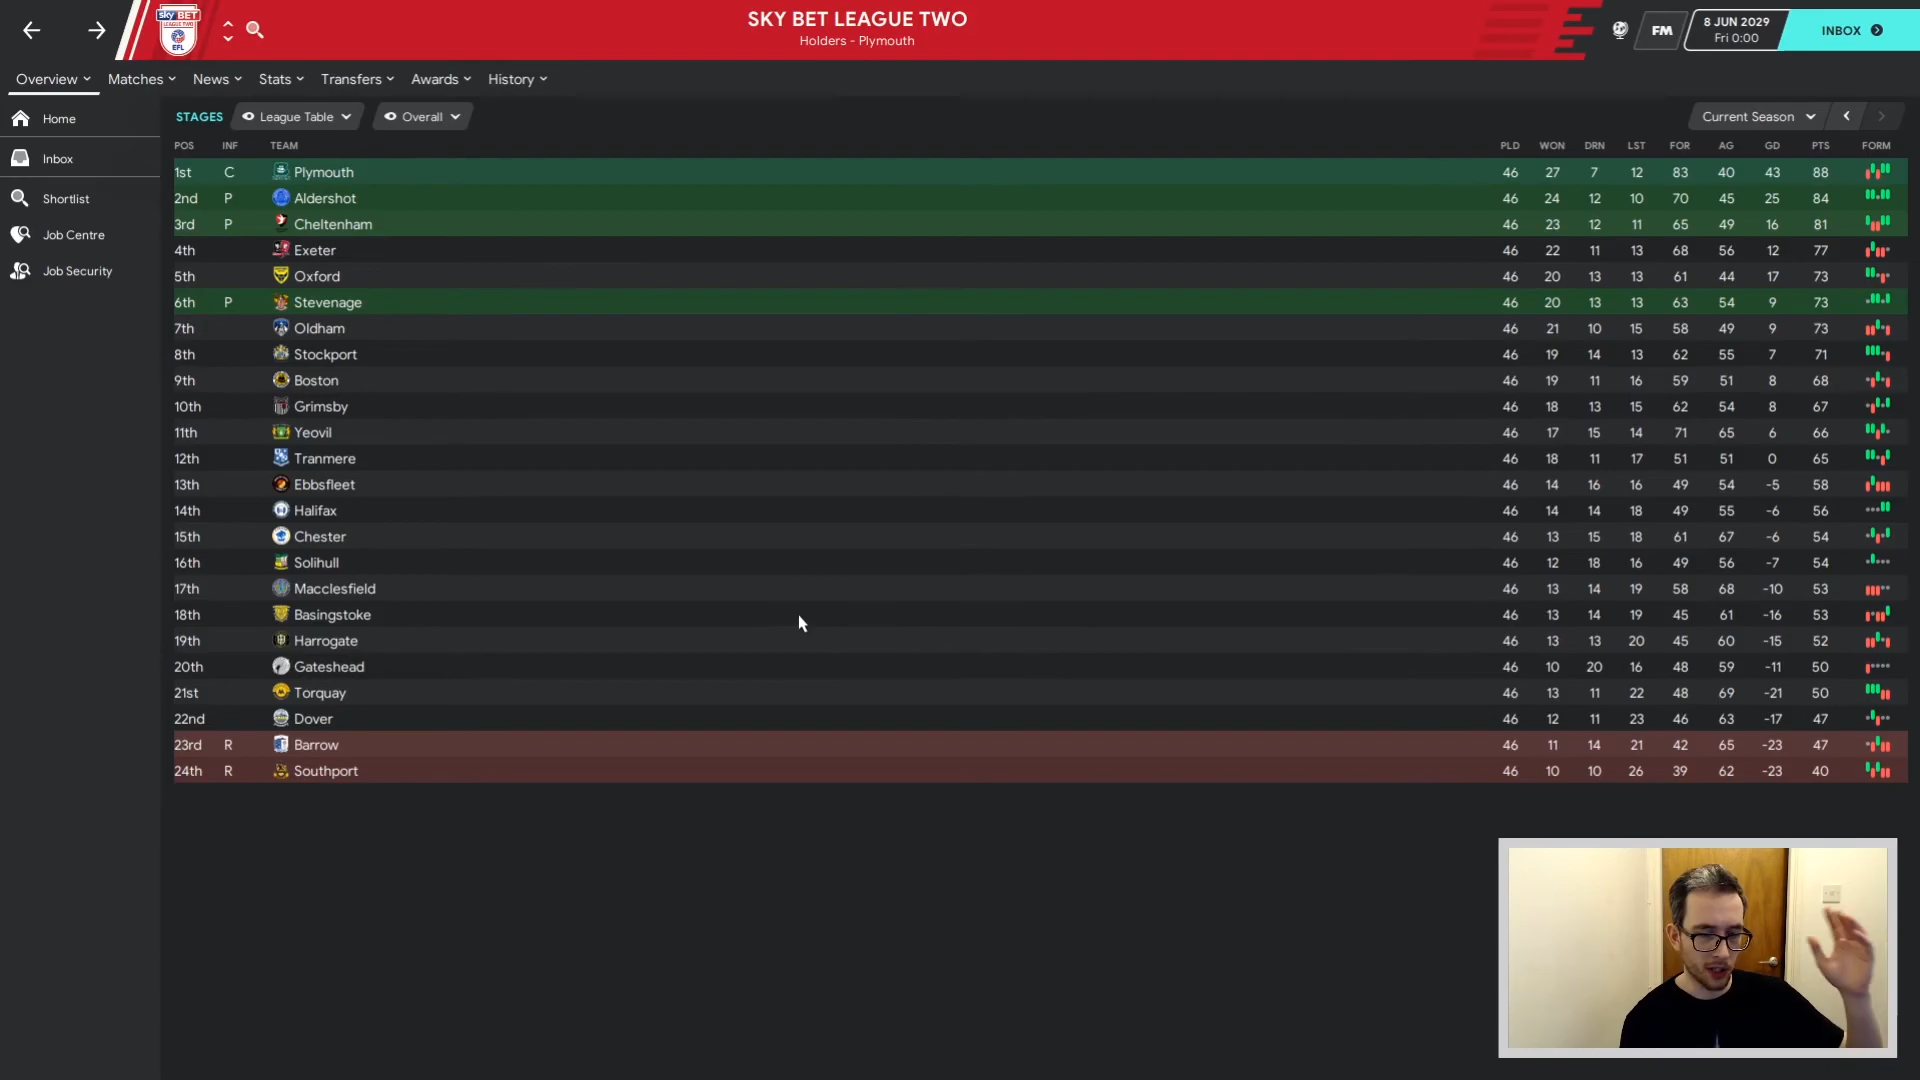 SKY BET LEAGUE TWO
Holders - Plymouth
sky BET
LEAGUE TWO
EFL
FM
8 JUN 2029
Fri 0:00
INBOX
Overview Matches News Stats Transfers Awards History
Home
Inbox
Shortlist
Job Centre
Job Security
STAGES League Table Overall Current Season
POS INF TEAM PLD WON DRN LST FOR AG GD PTS FORM
1st C Plymouth 46 27 7 12 83 40 43 88
2nd P Aldershot 46 24 12 10 70 45 25 84
3rd P Cheltenham 46 23 12 11 65 49 16 81
4th Exeter 46 22 11 13 68 56 12 77
5th Oxford 46 20 13 13 61 44 17 73
6th P Stevenage 46 20 13 13 63 54 9 73
7th Oldham 46 21 10 15 58 49 9 73
8th Stockport 46 19 14 13 62 55 7 71
9th Boston 46 19 11 16 59 51 8 68
10th Grimsby 46 18 13 15 62 54 8 67
11th Yeovil 46 17 15 14 71 65 6 66
12th Tranmere 46 18 11 17 51 51 0 65
13th Ebbsfleet 46 14 16 16 49 54 -5 58
14th Halifax 46 14 14 18 49 55 -6 56
15th Chester 46 13 15 18 61 67 -6 54
16th Solihull 46 12 18 16 49 56 -7 54
17th Macclesfield 46 13 14 19 58 68 -10 53
18th Basingstoke 46 13 14 19 45 61 -16 53
19th Harrogate 46 13 13 20 45 60 -15 52
20th Gateshead 46 10 20 16 48 59 -11 50
21st Torquay 46 13 11 22 48 69 -21 50
22nd Dover 46 12 11 23 46 63 -17 47
23rd R Barrow 46 11 14 21 42 65 -23 47
24th R Southport 46 10 10 26 39 62 -23 40